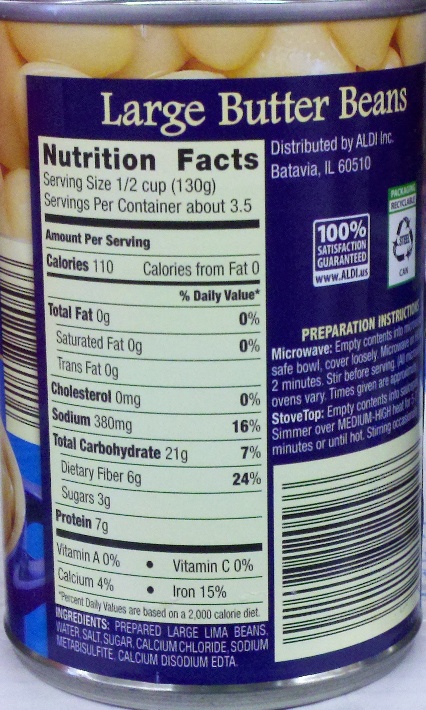 Large Butter Beans
Nutrition Facts
Serving Size 1/2 cup (130g)
Servings Per Container about 3.5
Amount Per Serving
Calories 110 Calories from Fat 0
% Daily Value*
Total Fat 0g 0%
Saturated Fat 0g 0%
Trans Fat 0g
Cholesterol 0mg 0%
Sodium 380mg 16%
Total Carbohydrate 21g 7%
Dietary Fiber 6g 24%
Sugars 3g
Protein 7g
Vitamin A 0% • Vitamin C 0%
Calcium 4% • Iron 15%
*Percent Daily Values are based on a 2,000 calorie diet.
INGREDIENTS: PREPARED LARGE LIMA BEANS,
WATER, SALT, SUGAR, CALCIUM CHLORIDE, SODIUM
METABISULFITE, CALCIUM DISODIUM EDTA.
Distributed by ALDI Inc.
Batavia, IL 60510
100%
SATISFACTION
GUARANTEED
www.ALDI.us
PACKAGING
RECYCLABLE
STEEL
CAN
PREPARATION INSTRUCTIONS
Microwave: Empty contents into
safe bowl, cover loosely. Microwave
2 minutes. Stir before serving. (All
ovens vary. Times given are
StoveTop: Empty contents into
Simmer over MEDIUM-HIGH heat for
minutes or until hot. Stirring